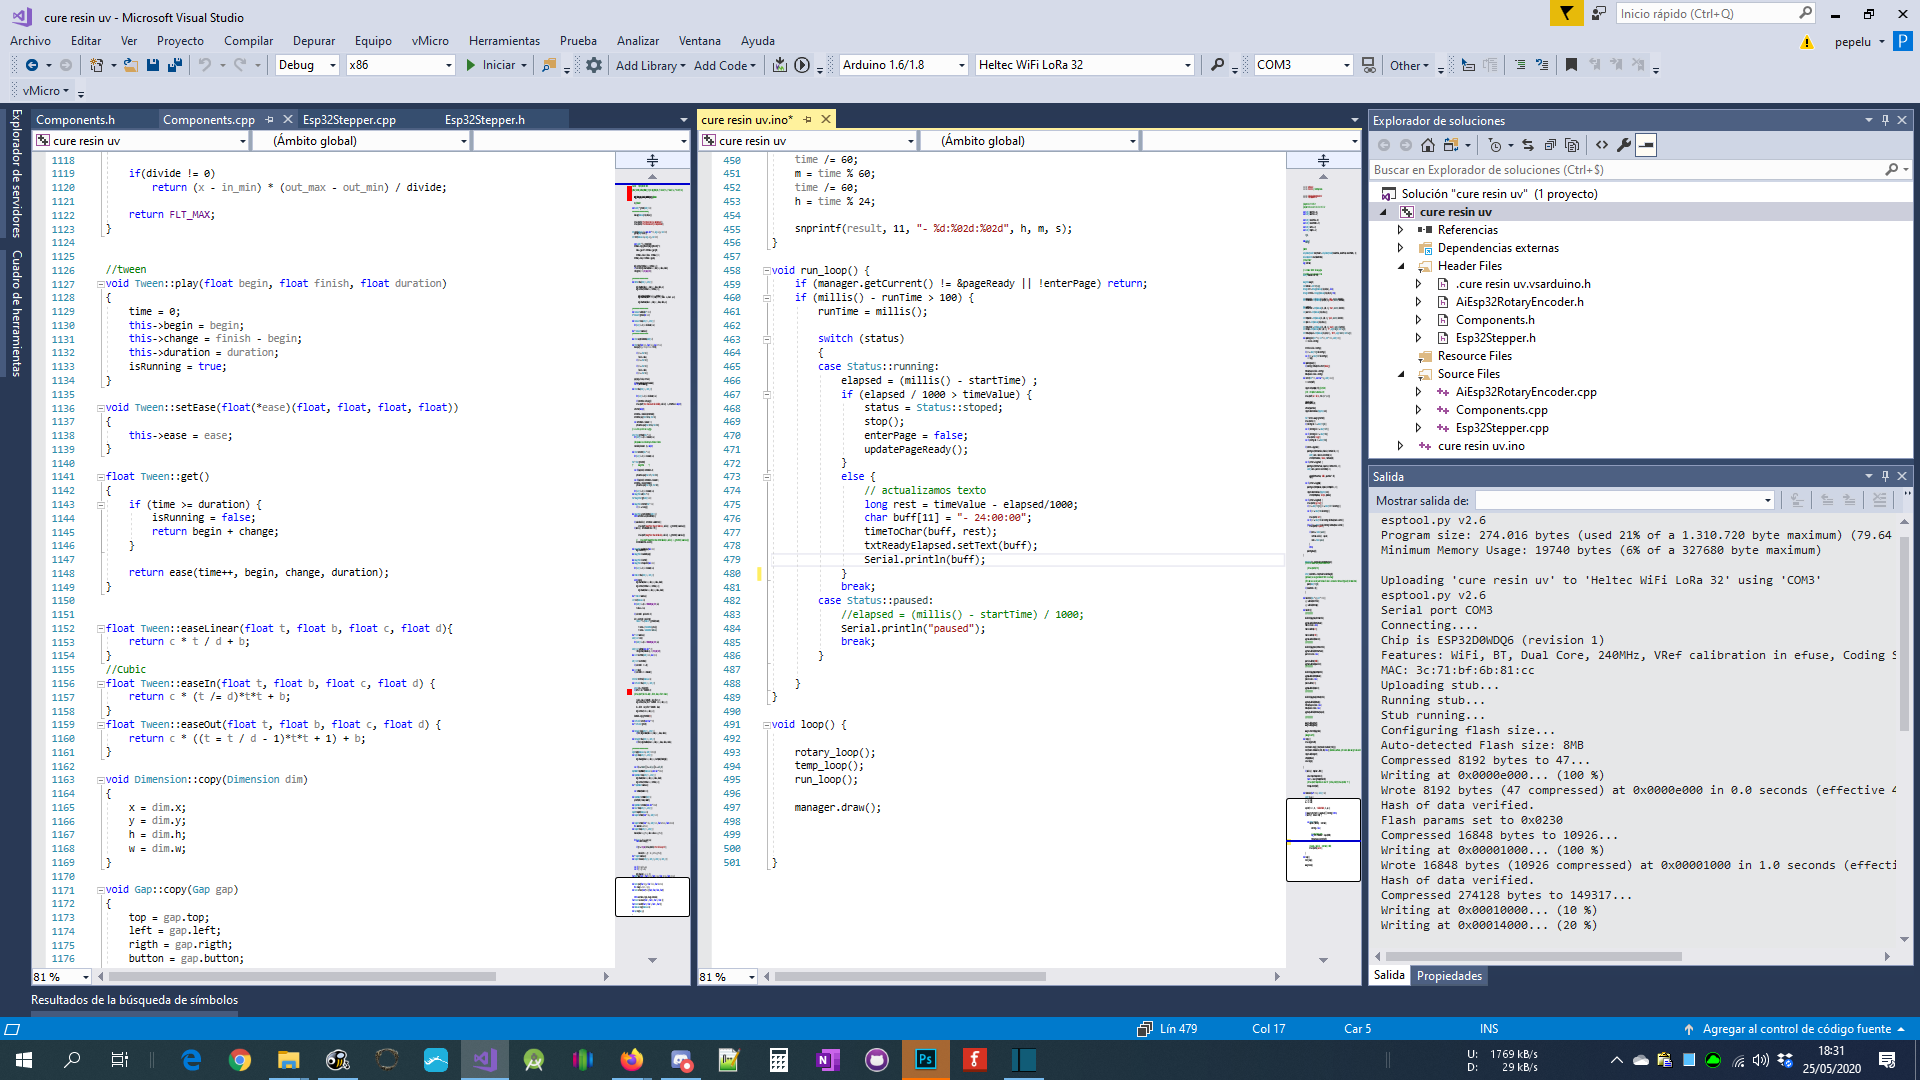 cure resin uv - Microsoft Visual Studio
Inicio rápido (Ctrl+Q)
Archivo Editar Ver Proyecto Compilar Depurar Equipo vMicro Herramientas Prueba Analizar Ventana Ayuda
pepelu P
Debug x86 Iniciar Add Library Add Code Arduino 1.6/1.8 Heltec WiFi LoRa 32 COM3 Other
vMicro
Explorador de servidores
Cuadro de herramientas
Components.h Components.cpp Esp32Stepper.cpp Esp32Stepper.h
cure resin uv (Ámbito global)
1118
1119 if(divide != 0)
1120 return (x - in_min) * (out_max - out_min) / divide;
1121
1122 return FLT_MAX;
1123 }
1124
1125
1126 //tween
1127 void Tween::play(float begin, float finish, float duration)
1128 {
1129 time = 0;
1130 this->begin = begin;
1131 this->change = finish - begin;
1132 this->duration = duration;
1133 isRunning = true;
1134 }
1135
1136 void Tween::setEase(float(*ease)(float, float, float, float))
1137 {
1138 this->ease = ease;
1139 }
1140
1141 float Tween::get()
1142 {
1143 if (time >= duration) {
1144 isRunning = false;
1145 return begin + change;
1146 }
1147
1148 return ease(time++, begin, change, duration);
1149 }
1150
1151
1152 float Tween::easeLinear(float t, float b, float c, float d){
1153 return c * t / d + b;
1154 }
1155 //Cubic
1156 float Tween::easeIn(float t, float b, float c, float d) {
1157 return c * (t /= d)*t*t + b;
1158 }
1159 float Tween::easeOut(float t, float b, float c, float d) {
1160 return c * ((t = t / d - 1)*t*t + 1) + b;
1161 }
1162
1163 void Dimension::copy(Dimension dim)
1164 {
1165 x = dim.x;
1166 y = dim.y;
1167 h = dim.h;
1168 w = dim.w;
1169 }
1170
1171 void Gap::copy(Gap gap)
1172 {
1173 top = gap.top;
1174 left = gap.left;
1175 rigth = gap.rigth;
1176 button = gap.button;
81 %
cure resin uv.ino*
cure resin uv (Ámbito global)
450 time /= 60;
451 m = time % 60;
452 time /= 60;
453 h = time % 24;
454
455 snprintf(result, 11, "- %d:%02d:%02d", h, m, s);
456 }
457
458 void run_loop() {
459 if (manager.getCurrent() != &pageReady || !enterPage) return;
460 if (millis() - runTime > 100) {
461 runTime = millis();
462
463 switch (status)
464 {
465 case Status::running:
466 elapsed = (millis() - startTime) ;
467 if (elapsed / 1000 > timeValue) {
468 status = Status::stoped;
469 stop();
470 enterPage = false;
471 updatePageReady();
472 }
473 else {
474 // actualizamos texto
475 long rest = timeValue - elapsed/1000;
476 char buff[11] = "- 24:00:00";
477 timeToChar(buff, rest);
478 txtReadyElapsed.setText(buff);
479 Serial.println(buff);
480 }
481 break;
482 case Status::paused:
483 //elapsed = (millis() - startTime) / 1000;
484 Serial.println("paused");
485 break;
486 }
487
488 }
489 }
490
491 void loop() {
492
493 rotary_loop();
494 temp_loop();
495 run_loop();
496
497 manager.draw();
498
499
500
501 }
81 %
Explorador de soluciones
Buscar en Explorador de soluciones (Ctrl+$)
Solución "cure resin uv" (1 proyecto)
cure resin uv
Referencias
Dependencias externas
Header Files
.cure resin uv.vsarduino.h
AiEsp32RotaryEncoder.h
Components.h
Esp32Stepper.h
Resource Files
Source Files
AiEsp32RotaryEncoder.cpp
Components.cpp
Esp32Stepper.cpp
cure resin uv.ino
Salida
Mostrar salida de:
esptool.py v2.6
Program size: 274.016 bytes (used 21% of a 1.310.720 byte maximum) (79.64
Minimum Memory Usage: 19740 bytes (6% of a 327680 byte maximum)
Uploading 'cure resin uv' to 'Heltec WiFi LoRa 32' using 'COM3'
esptool.py v2.6
Serial port COM3
Connecting....
Chip is ESP32D0WDQ6 (revision 1)
Features: WiFi, BT, Dual Core, 240MHz, VRef calibration in efuse, Coding S
MAC: 3c:71:bf:6b:81:cc
Uploading stub...
Running stub...
Stub running...
Configuring flash size...
Auto-detected Flash size: 8MB
Compressed 8192 bytes to 47...
Writing at 0x0000e000... (100 %)
Wrote 8192 bytes (47 compressed) at 0x0000e000 in 0.0 seconds (effective 4
Hash of data verified.
Flash params set to 0x0230
Compressed 16848 bytes to 10926...
Writing at 0x00001000... (100 %)
Wrote 16848 bytes (10926 compressed) at 0x00001000 in 1.0 seconds (effecti
Hash of data verified.
Compressed 274128 bytes to 149317...
Writing at 0x00010000... (10 %)
Writing at 0x00014000... (20 %)
Salida Propiedades
Resultados de la búsqueda de símbolos
Lín 479 Col 17 Car 5 INS Agregar al control de código fuente
Ps
U: 1769 kB/s
D: 29 kB/s
18:31
25/05/2020